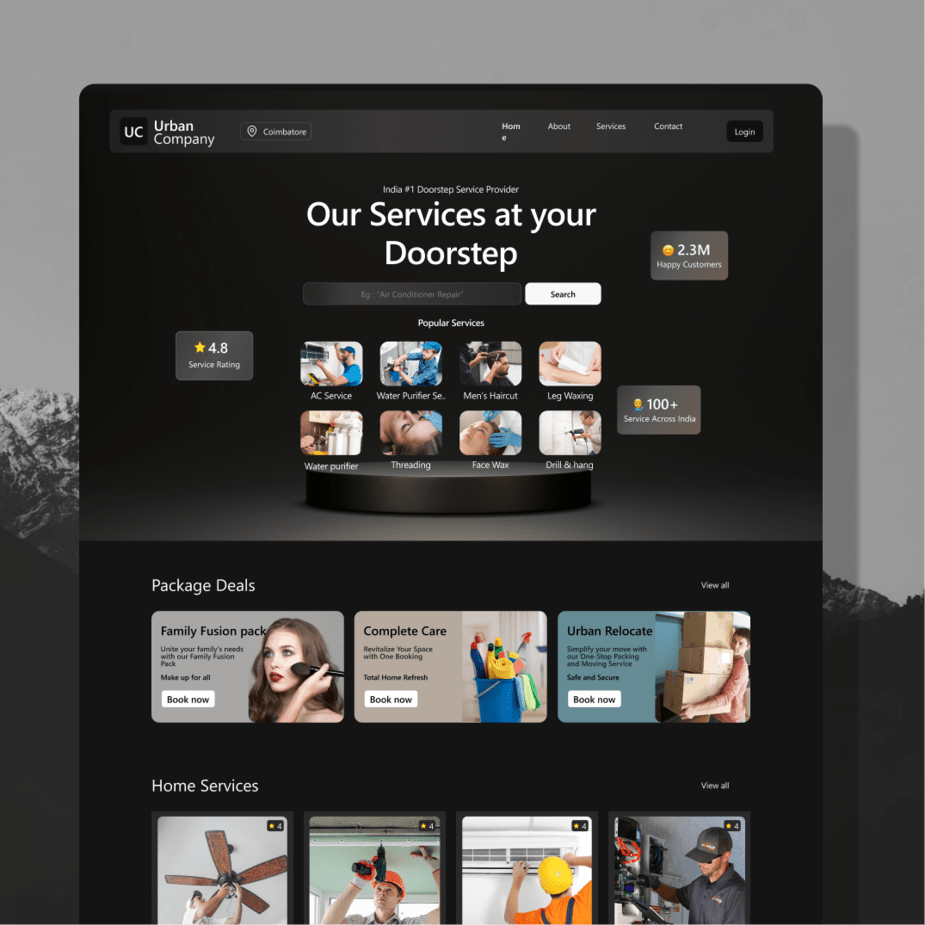 UC
Urban
Company
Coimbatore
Hom
e
About
Services
Contact
Login
India #1 Doorstep Service Provider
Our Services at your
Doorstep
😊 2.3M
Happy Customers
Eg : "Air Conditioner Repair"
Search
Popular Services
⭐ 4.8
Service Rating
AC Service
Water Purifier Se..
Men's Haircut
Leg Waxing
100+
Service Across India
Water purifier
Threading
Face Wax
Drill & hang
Package Deals
View all
Family Fusion pack
Unite your family's needs
with our Family Fusion
Pack
Make up for all
Book now
Complete Care
Revitalize Your Space
with One Booking
Total Home Refresh
Book now
Urban Relocate
Simplify your move with
our One-Stop Packing
and Moving Service
Safe and Secure
Book now
Home Services
View all
⭐ 4
⭐ 4
⭐ 4
⭐ 4